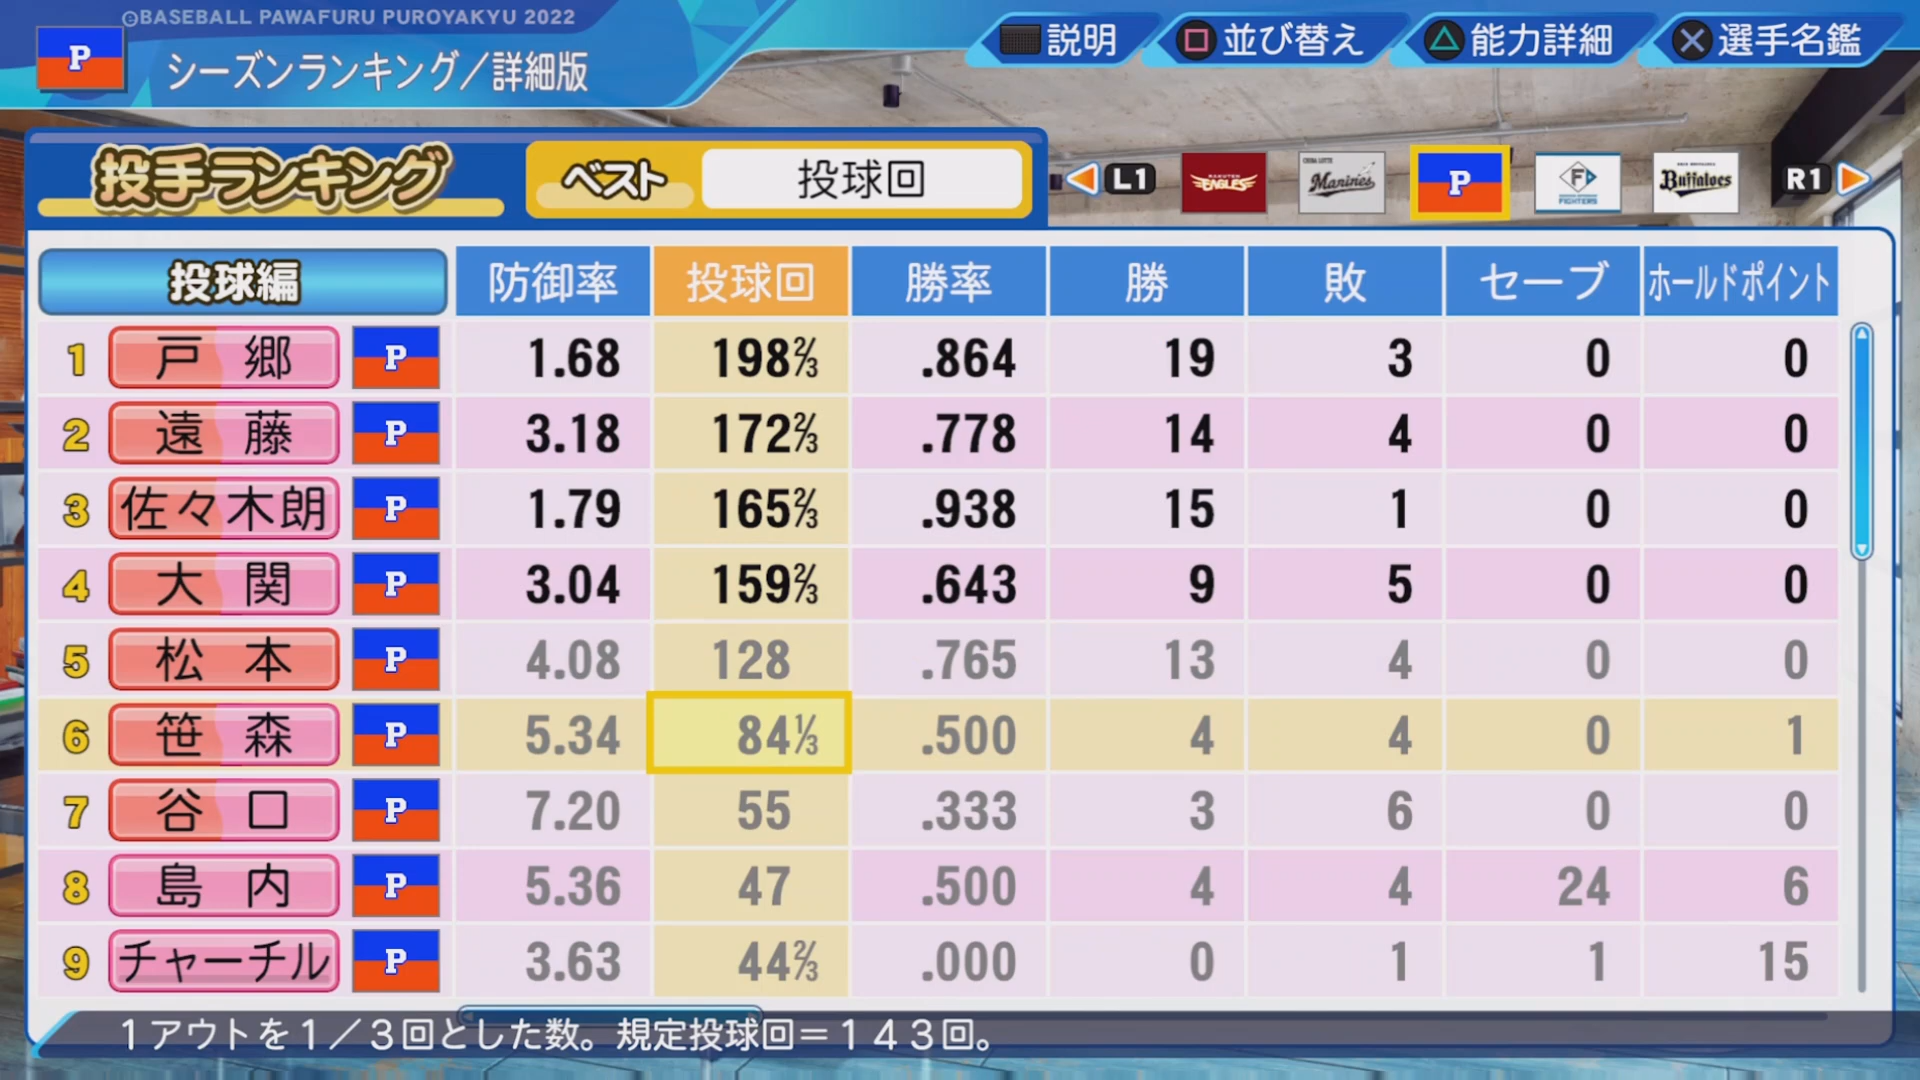 ©BASEBALL PAWAFURU PUROYAKYU 2022
P シーズンランキング／詳細版
説明 並び替え 能力詳細 選手名鑑
投手ランキング ベスト 投球回
L1 RAKUTEN EAGLES CHIBA LOTTE Marines P F FIGHTERS Buffaloes R1
投球編 防御率 投球回 勝率 勝 敗 セーブ ホールドポイント
1 戸郷 P 1.68 198⅔ .864 19 3 0 0
2 遠藤 P 3.18 172⅔ .778 14 4 0 0
3 佐々木朗 P 1.79 165⅔ .938 15 1 0 0
4 大関 P 3.04 159⅔ .643 9 5 0 0
5 松本 P 4.08 128 .765 13 4 0 0
6 笹森 P 5.34 84⅓ .500 4 4 0 1
7 谷口 P 7.20 55 .333 3 6 0 0
8 島内 P 5.36 47 .500 4 4 24 6
9 チャーチル P 3.63 44⅔ .000 0 1 1 15
１アウトを１／３回とした数。規定投球回＝１４３回。